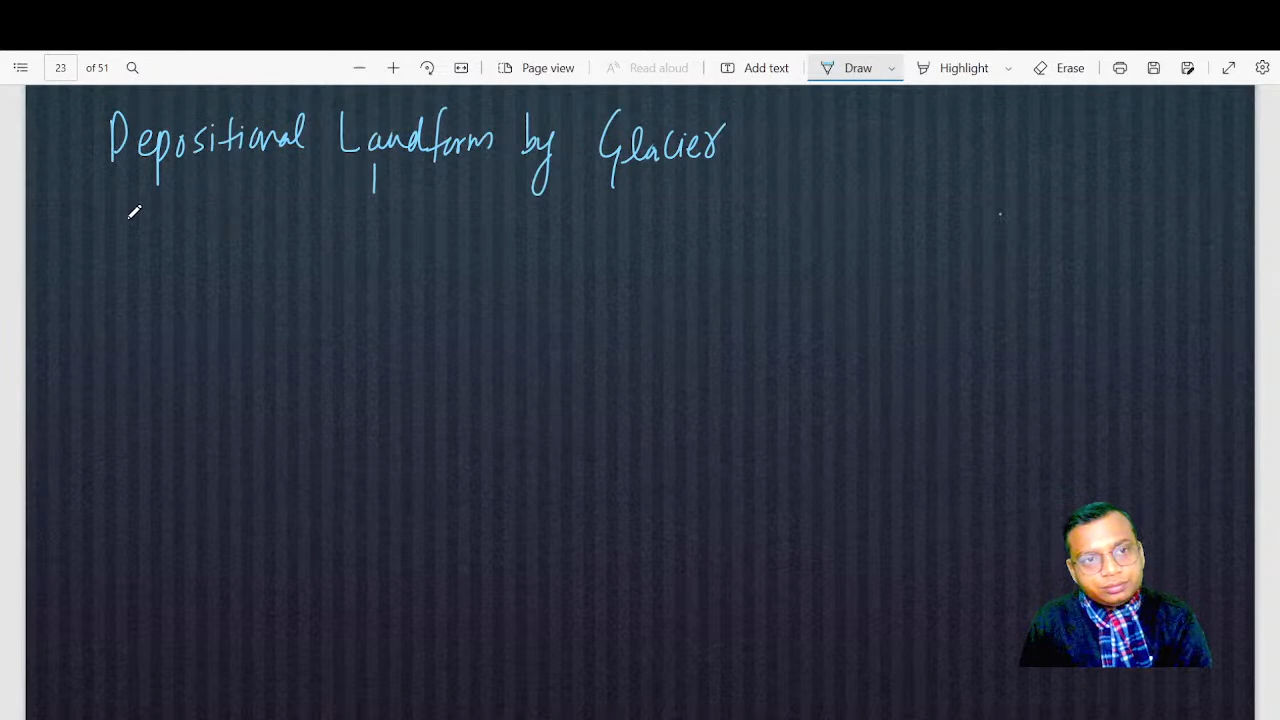 23 of 51 Page view Read aloud Add text Draw Highlight Erase
Depositional Landforms by Glacier